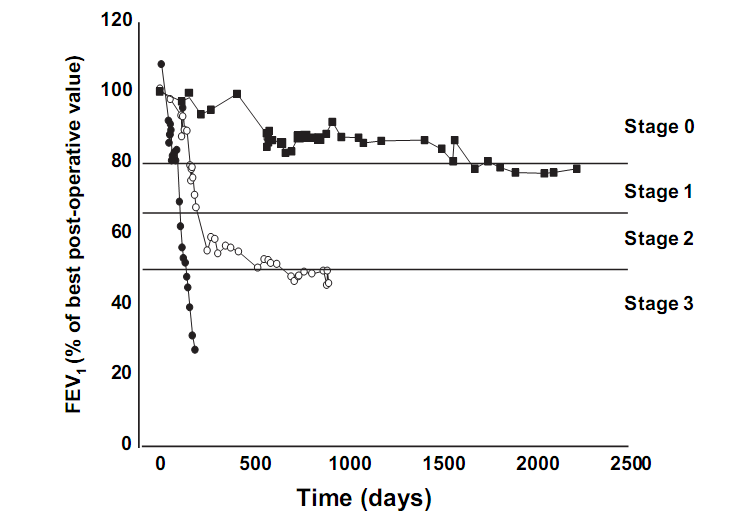 120
100
80
60
40
20
0
FEV1 (% of best post-operative value)
Stage 0
Stage 1
Stage 2
Stage 3
0 500 1000 1500 2000 2500
Time (days)